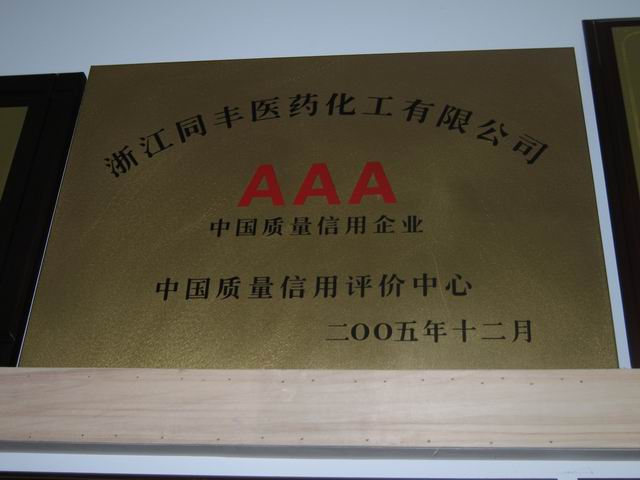 浙江同丰医药化工有限公司
AAA
中国质量信用企业
中国质量信用评价中心
二OO五年十二月